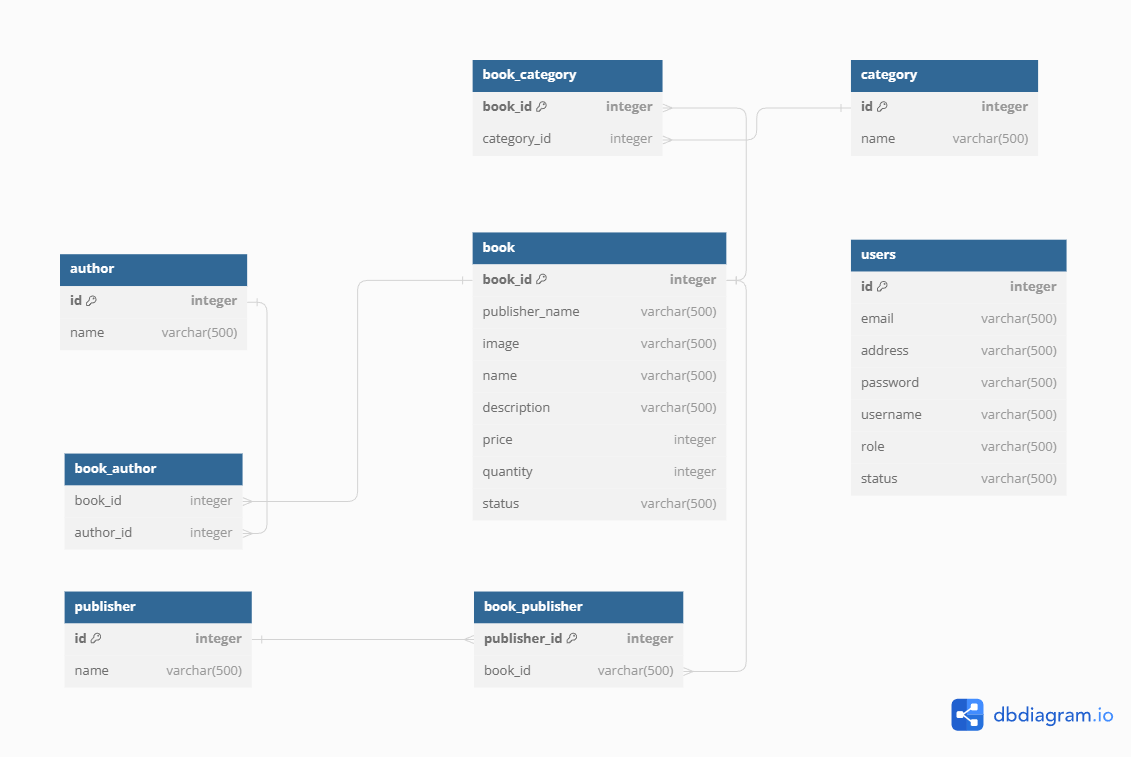 book_category
book_id integer
category_id integer
category
id integer
name varchar(500)
author
id integer
name varchar(500)
book
book_id integer
publisher_name varchar(500)
image varchar(500)
name varchar(500)
description varchar(500)
price integer
quantity integer
status varchar(500)
users
id integer
email varchar(500)
address varchar(500)
password varchar(500)
username varchar(500)
role varchar(500)
status varchar(500)
book_author
book_id integer
author_id integer
publisher
id integer
name varchar(500)
book_publisher
publisher_id integer
book_id varchar(500)
dbdiagram.io